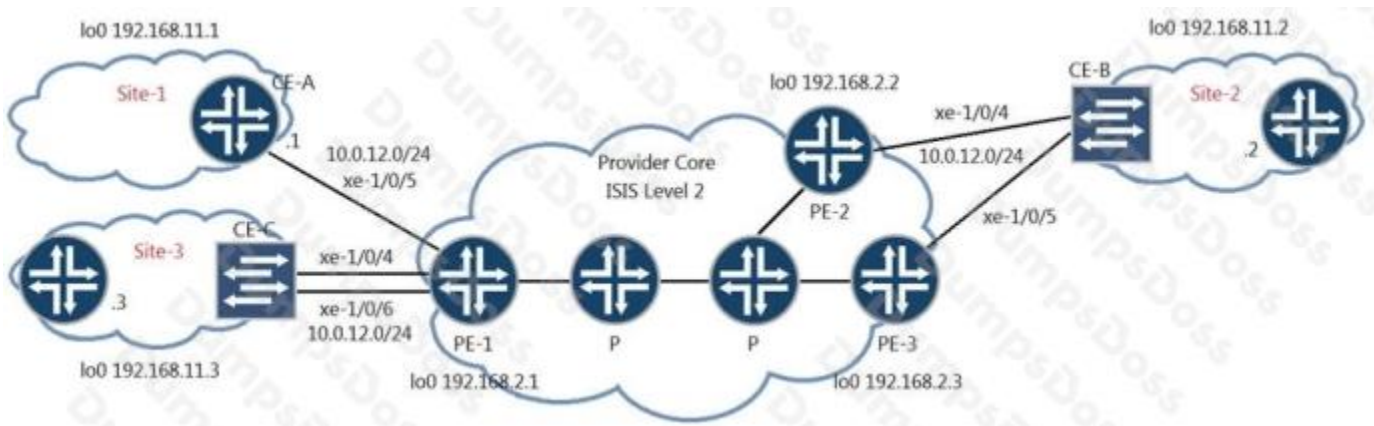 lo0 192.168.11.1
CE-A
Site-1
.1
10.0.12.0/24
xe-1/0/5
Site-3
CE-C
.3
xe-1/0/4
xe-1/0/6
10.0.12.0/24
lo0 192.168.11.3
Provider Core
ISIS Level 2
PE-1
lo0 192.168.2.1
P
P
lo0 192.168.2.2
PE-2
PE-3
lo0 192.168.2.3
xe-1/0/4
10.0.12.0/24
xe-1/0/5
lo0 192.168.11.2
CE-B
Site-2
.2
DumpsDoss